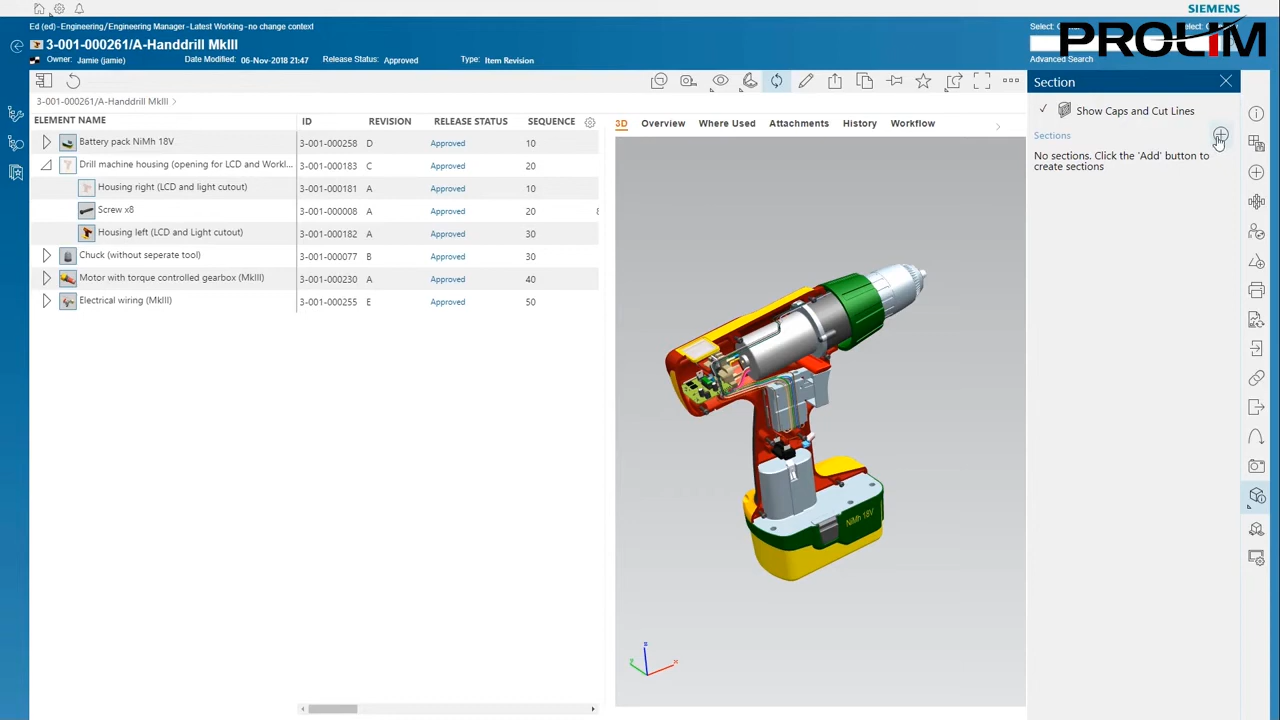 SIEMENS
Ed (ed)-Engineering/Engineering Manager-Latest Working-no change context
3-001-000261/A-Handdrill MkIII
Owner: Jamie (jamie) Date Modified: 06-Nov-2018 21:47 Release Status: Approved Type: Item Revision
Select:
PROLIM
Advanced Search
3-001-000261/A-Handdrill MkIII
ELEMENT NAME ID REVISION RELEASE STATUS SEQUENCE
Battery pack NiMh 18V 3-001-000258 D Approved 10
Drill machine housing (opening for LCD and Workl... 3-001-000183 C Approved 20
Housing right (LCD and light cutout) 3-001-000181 A Approved 10
Screw x8 3-001-000008 A Approved 20
Housing left (LCD and Light cutout) 3-001-000182 A Approved 30
Chuck (without seperate tool) 3-001-000077 B Approved 30
Motor with torque controlled gearbox (MkIII) 3-001-000230 A Approved 40
Electrical wiring (MkIII) 3-001-000255 E Approved 50
3D Overview Where Used Attachments History Workflow
NiMh 18V
Section
Show Caps and Cut Lines
Sections
No sections. Click the 'Add' button to
create sections